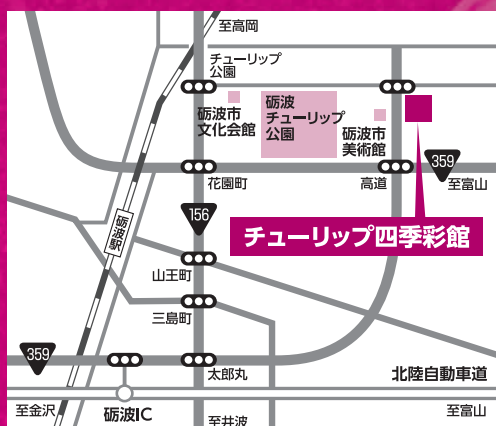 至高岡
チューリップ
公園
砺波市
文化会館
砺波
チューリップ
公園
砺波市
美術館
359
花園町
高道
至富山
156
チューリップ四季彩館
砺波駅
山王町
三島町
359
太郎丸
北陸自動車道
至金沢
砺波IC
至井波
至富山